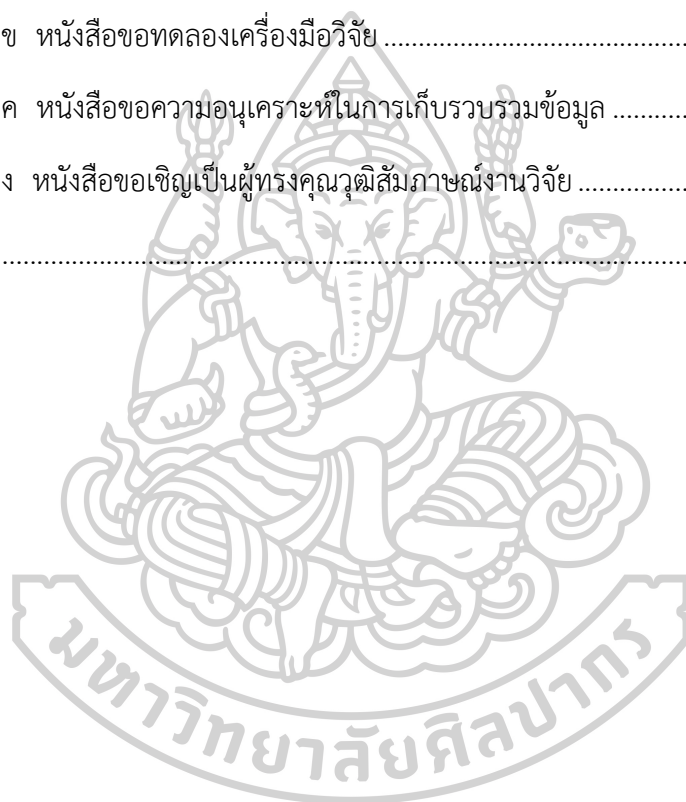 ข หนังสือขอทดลองเครื่องมือวิจัย ........................................
ค หนังสือขอความอนุเคราะห์ในการเก็บรวบรวมข้อมูล ............
ง หนังสือขอเชิญเป็นผู้ทรงคุณวุฒิสัมภาษณ์งานวิจัย ................
...............................................................................................
มหาวิทยาลัยศิลปากร